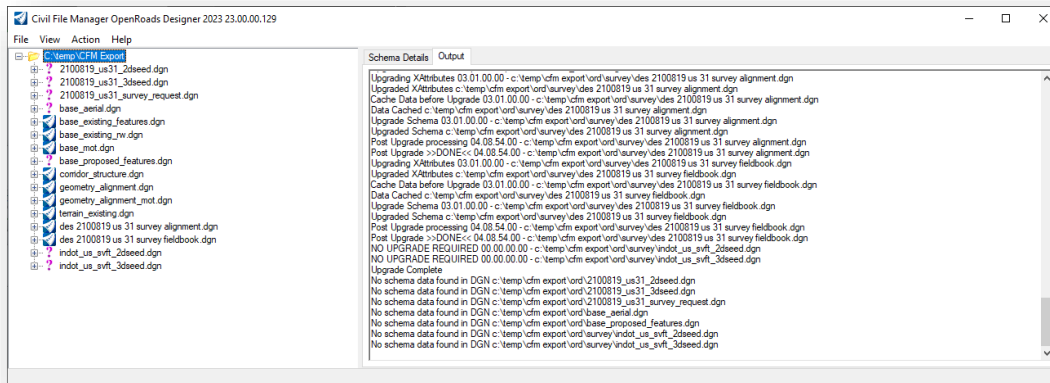 Civil File Manager OpenRoads Designer 2023 23.00.00.129
File View Action Help
C:\temp\CFM Export
? 2100819_us31_2dseed.dgn
? 2100819_us31_3dseed.dgn
? 2100819_us31_survey_request.dgn
? base_aerial.dgn
base_existing_features.dgn
base_existing_rw.dgn
base_mot.dgn
? base_proposed_features.dgn
corridor_structure.dgn
geometry_alignment.dgn
geometry_alignment_mot.dgn
terrain_existing.dgn
des 2100819 us 31 survey alignment.dgn
des 2100819 us 31 survey fieldbook.dgn
? indot_us_svft_2dseed.dgn
? indot_us_svft_3dseed.dgn
Schema Details Output
Upgrading XAttributes 03.01.00.00 - c:\temp\cfm export\ord\survey\des 2100819 us 31 survey alignment.dgn
Upgraded XAttributes c:\temp\cfm export\ord\survey\des 2100819 us 31 survey alignment.dgn
Cache Data before Upgrade 03.01.00.00 - c:\temp\cfm export\ord\survey\des 2100819 us 31 survey alignment.dgn
Data Cached c:\temp\cfm export\ord\survey\des 2100819 us 31 survey alignment.dgn
Upgrade Schema 03.01.00.00 - c:\temp\cfm export\ord\survey\des 2100819 us 31 survey alignment.dgn
Upgraded Schema c:\temp\cfm export\ord\survey\des 2100819 us 31 survey alignment.dgn
Post Upgrade processing 04.08.54.00 - c:\temp\cfm export\ord\survey\des 2100819 us 31 survey alignment.dgn
Post Upgrade >>DONE<< 04.08.54.00 - c:\temp\cfm export\ord\survey\des 2100819 us 31 survey alignment.dgn
Upgrading XAttributes 03.01.00.00 - c:\temp\cfm export\ord\survey\des 2100819 us 31 survey fieldbook.dgn
Upgraded XAttributes c:\temp\cfm export\ord\survey\des 2100819 us 31 survey fieldbook.dgn
Cache Data before Upgrade 03.01.00.00 - c:\temp\cfm export\ord\survey\des 2100819 us 31 survey fieldbook.dgn
Data Cached c:\temp\cfm export\ord\survey\des 2100819 us 31 survey fieldbook.dgn
Upgrade Schema 03.01.00.00 - c:\temp\cfm export\ord\survey\des 2100819 us 31 survey fieldbook.dgn
Upgraded Schema c:\temp\cfm export\ord\survey\des 2100819 us 31 survey fieldbook.dgn
Post Upgrade processing 04.08.54.00 - c:\temp\cfm export\ord\survey\des 2100819 us 31 survey fieldbook.dgn
Post Upgrade >>DONE<< 04.08.54.00 - c:\temp\cfm export\ord\survey\des 2100819 us 31 survey fieldbook.dgn
NO UPGRADE REQUIRED 00.00.00.00 - c:\temp\cfm export\ord\survey\indot_us_svft_2dseed.dgn
NO UPGRADE REQUIRED 00.00.00.00 - c:\temp\cfm export\ord\survey\indot_us_svft_3dseed.dgn
Upgrade Complete
No schema data found in DGN c:\temp\cfm export\ord\2100819_us31_2dseed.dgn
No schema data found in DGN c:\temp\cfm export\ord\2100819_us31_3dseed.dgn
No schema data found in DGN c:\temp\cfm export\ord\2100819_us31_survey_request.dgn
No schema data found in DGN c:\temp\cfm export\ord\base_aerial.dgn
No schema data found in DGN c:\temp\cfm export\ord\base_proposed_features.dgn
No schema data found in DGN c:\temp\cfm export\ord\survey\indot_us_svft_2dseed.dgn
No schema data found in DGN c:\temp\cfm export\ord\survey\indot_us_svft_3dseed.dgn